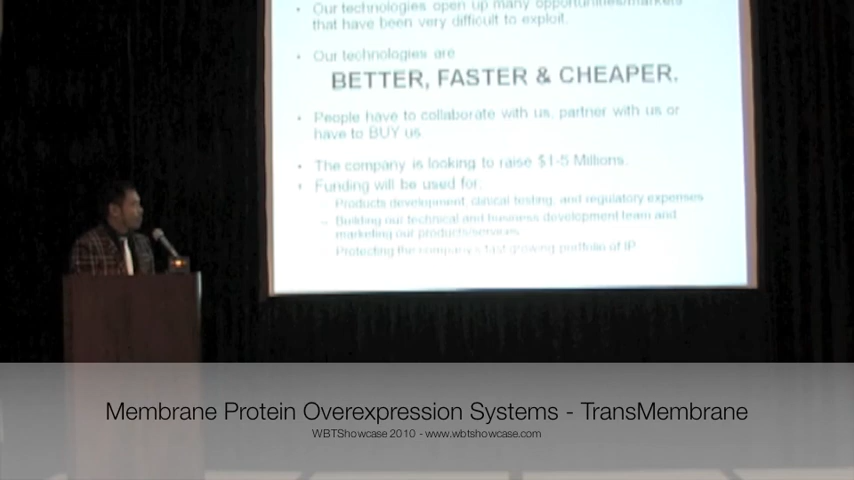 • Our technologies open up many opportunities/markets
that have been very difficult to exploit.
• Our technologies are
BETTER, FASTER & CHEAPER.
• People have to collaborate with us, partner with us or
have to BUY us
• The company is looking to raise $1-5 Millions.
• Funding will be used for:
Products development, clinical testing, and regulatory expenses
– Building out technical and business development team and
marketing our products/services
Protecting the company's fast growing portfolio of IP
Membrane Protein Overexpression Systems - TransMembrane
WBTShowcase 2010 - www.wbtshowcase.com